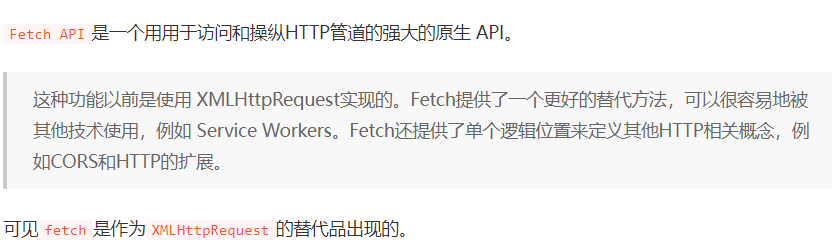 Fetch API 是一个用用于访问和操纵HTTP管道的强大的原生 API。
这种功能以前是使用 XMLHttpRequest实现的。Fetch提供了一个更好的替代方法，可以很容易地被
其他技术使用，例如 Service Workers。Fetch还提供了单个逻辑位置来定义其他HTTP相关概念，例
如CORS和HTTP的扩展。
可见 fetch 是作为 XMLHttpRequest 的替代品出现的。